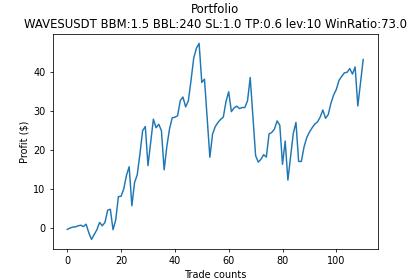 Portfolio
WAVESUSDT BBM:1.5 BBL:240 SL:1.0 TP:0.6 lev:10 WinRatio:73.0
Profit ($)
40
30
20
10
0
0
20
40
60
80
100
Trade counts